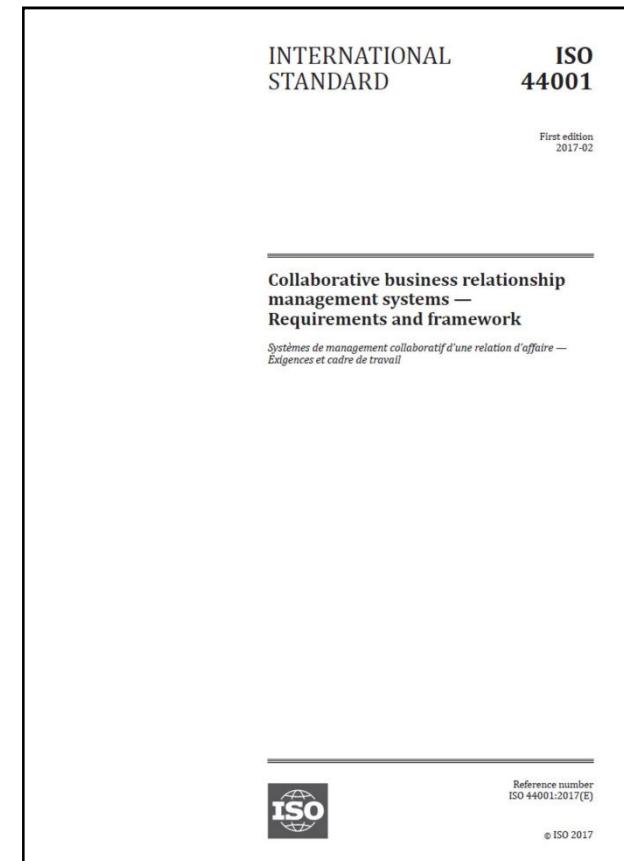 INTERNATIONAL
STANDARD
ISO
44001
First edition
2017-02
Collaborative business relationship
management systems —
Requirements and framework
Systèmes de management collaboratif d'une relation d'affaire —
Exigences et cadre de travail
ISO
Reference number
ISO 44001:2017(E)
© ISO 2017